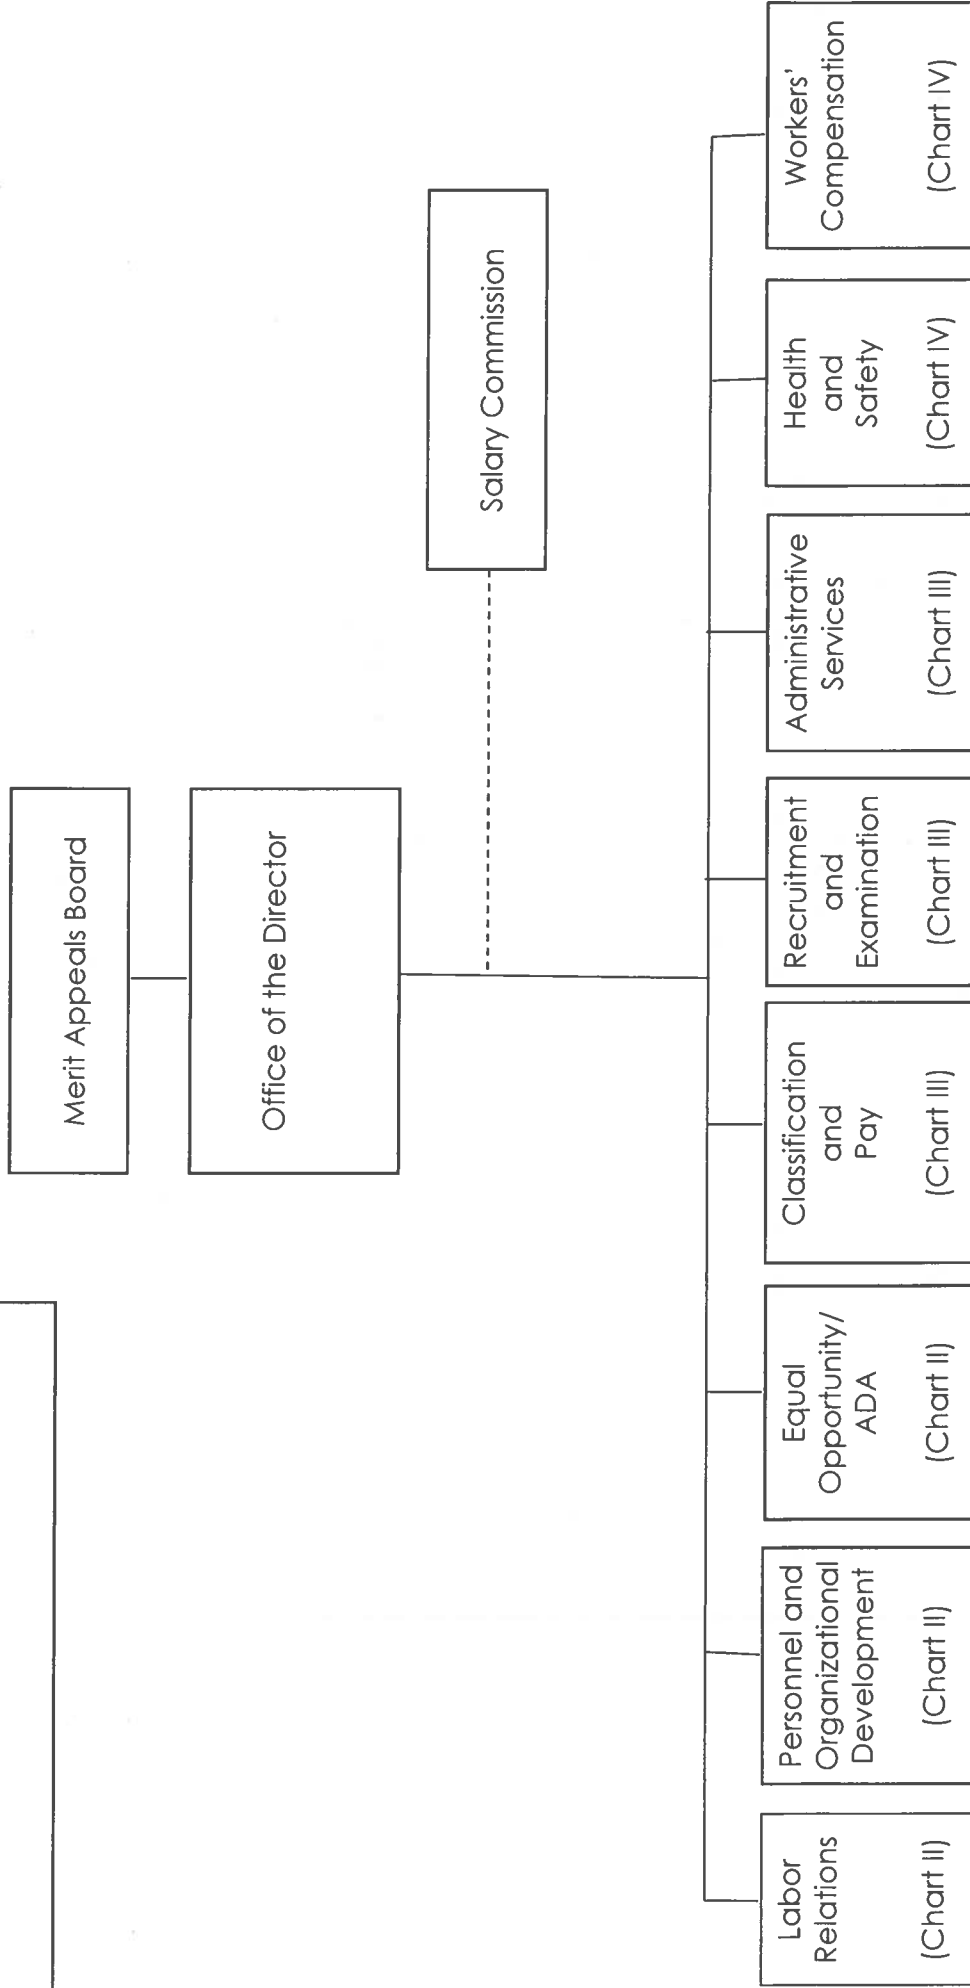 Merit Appeals Board
Office of the Director
Salary Commission
Labor
Relations
(Chart II)
Personnel and
Organizational
Development
(Chart II)
Equal
Opportunity/
ADA
(Chart II)
Classification
and
Pay
(Chart III)
Recruitment
and
Examination
(Chart III)
Administrative
Services
(Chart III)
Health
and
Safety
(Chart IV)
Workers'
Compensation
(Chart IV)